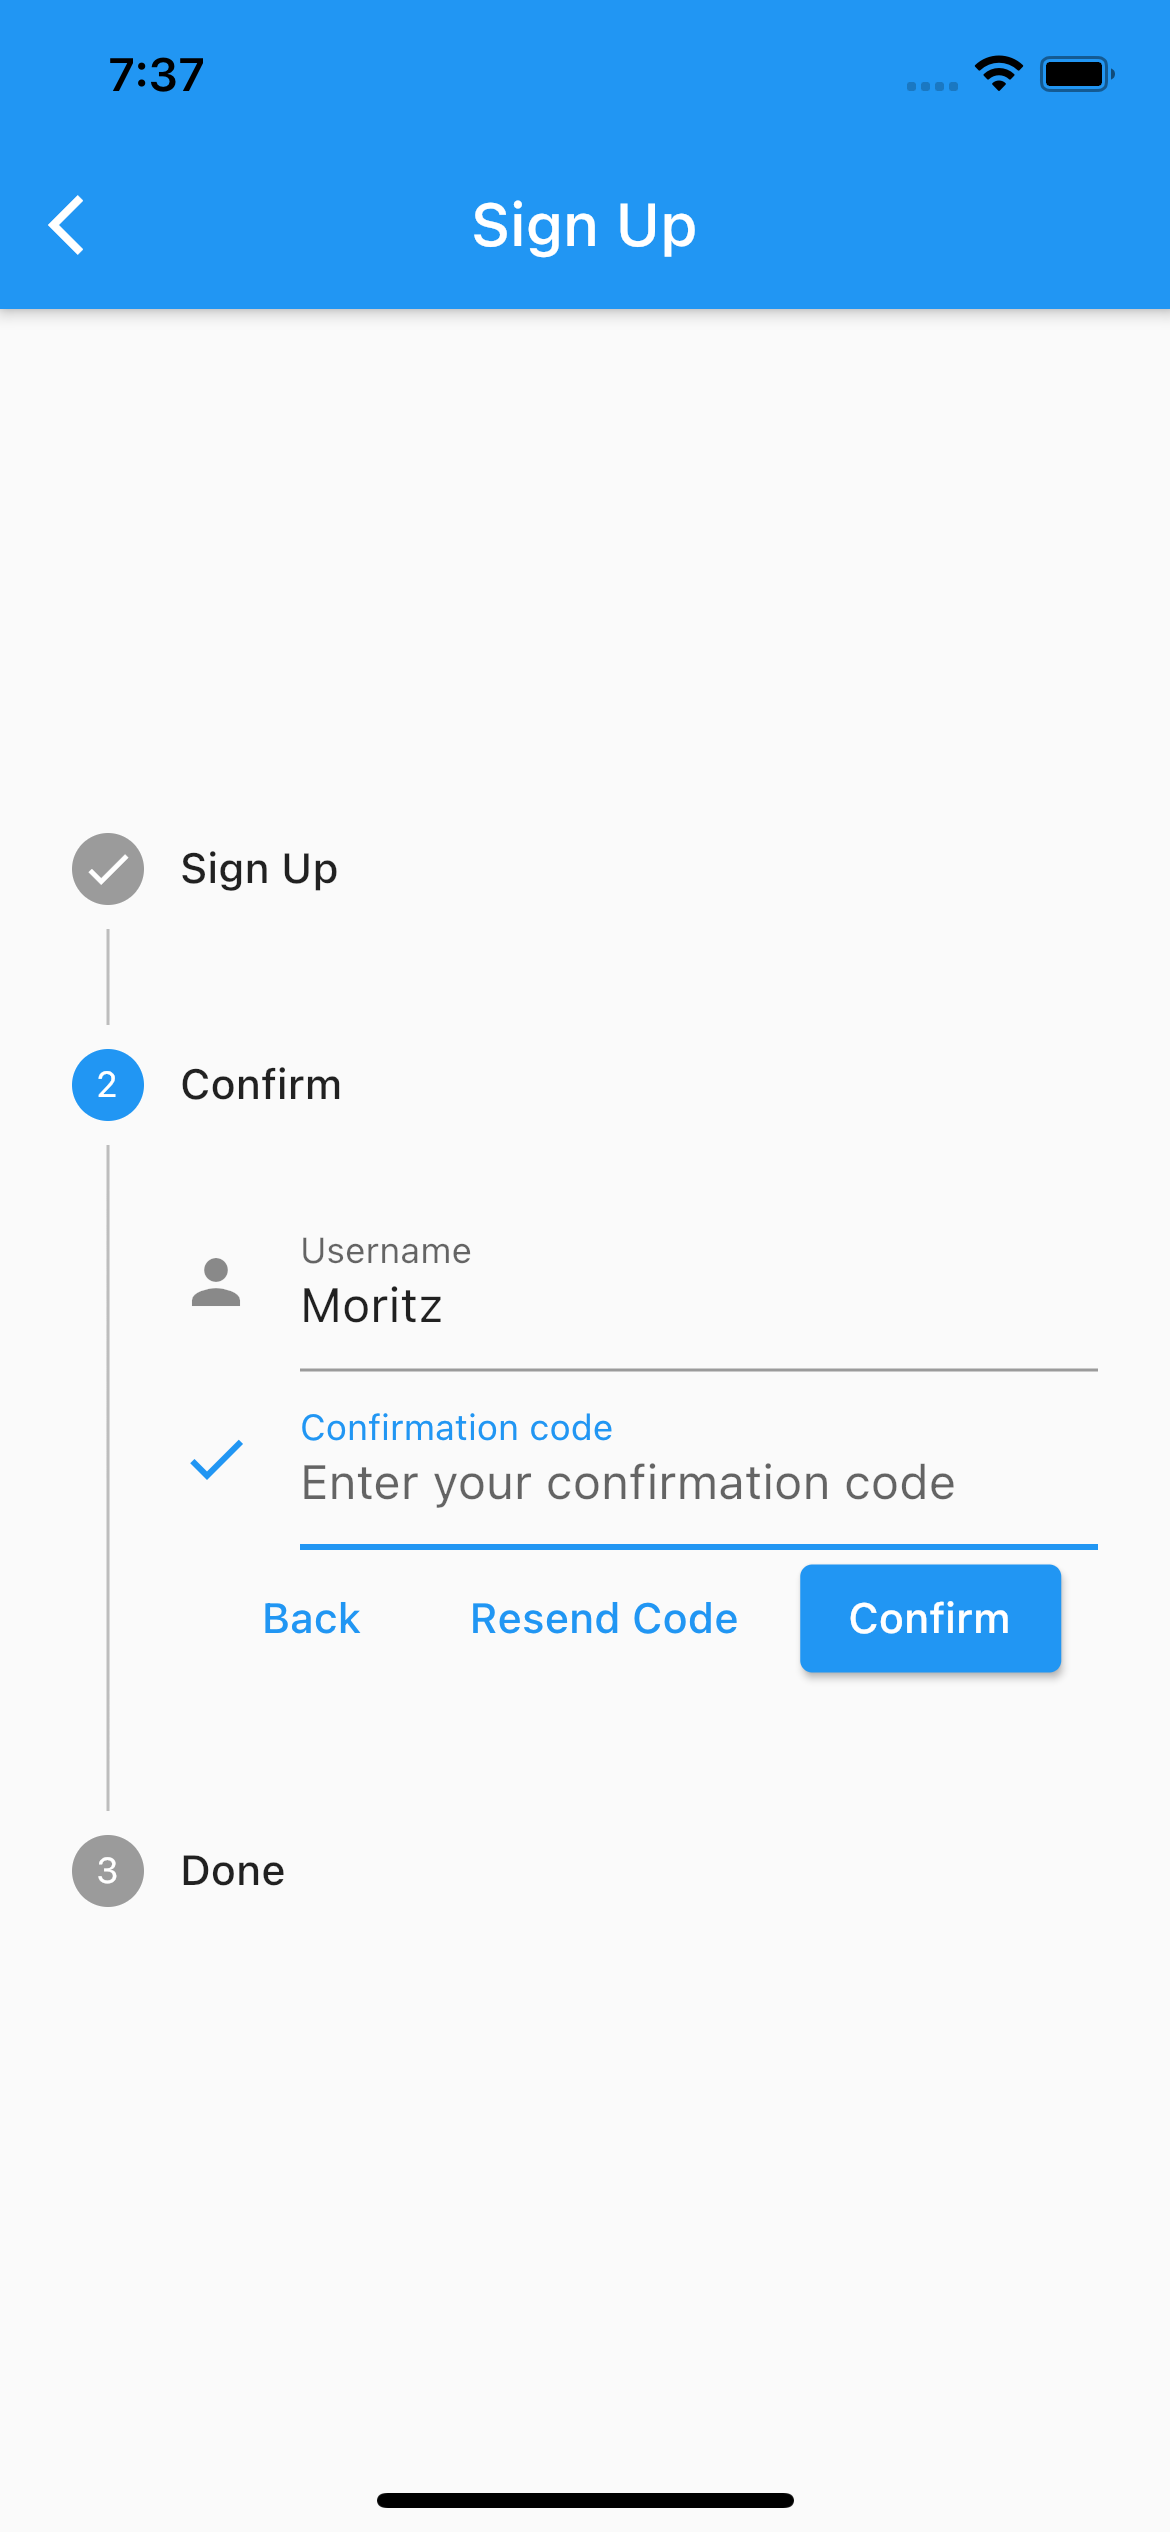 7:37
Sign Up
Sign Up
2 Confirm
Username
Moritz
Confirmation code
Enter your confirmation code
Back Resend Code Confirm
3 Done